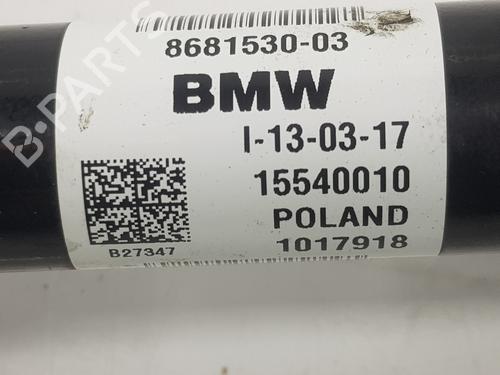 8681530-03
BMW
I-13-03-17
15540010
POLAND
1017918
B27347
B-PARTS